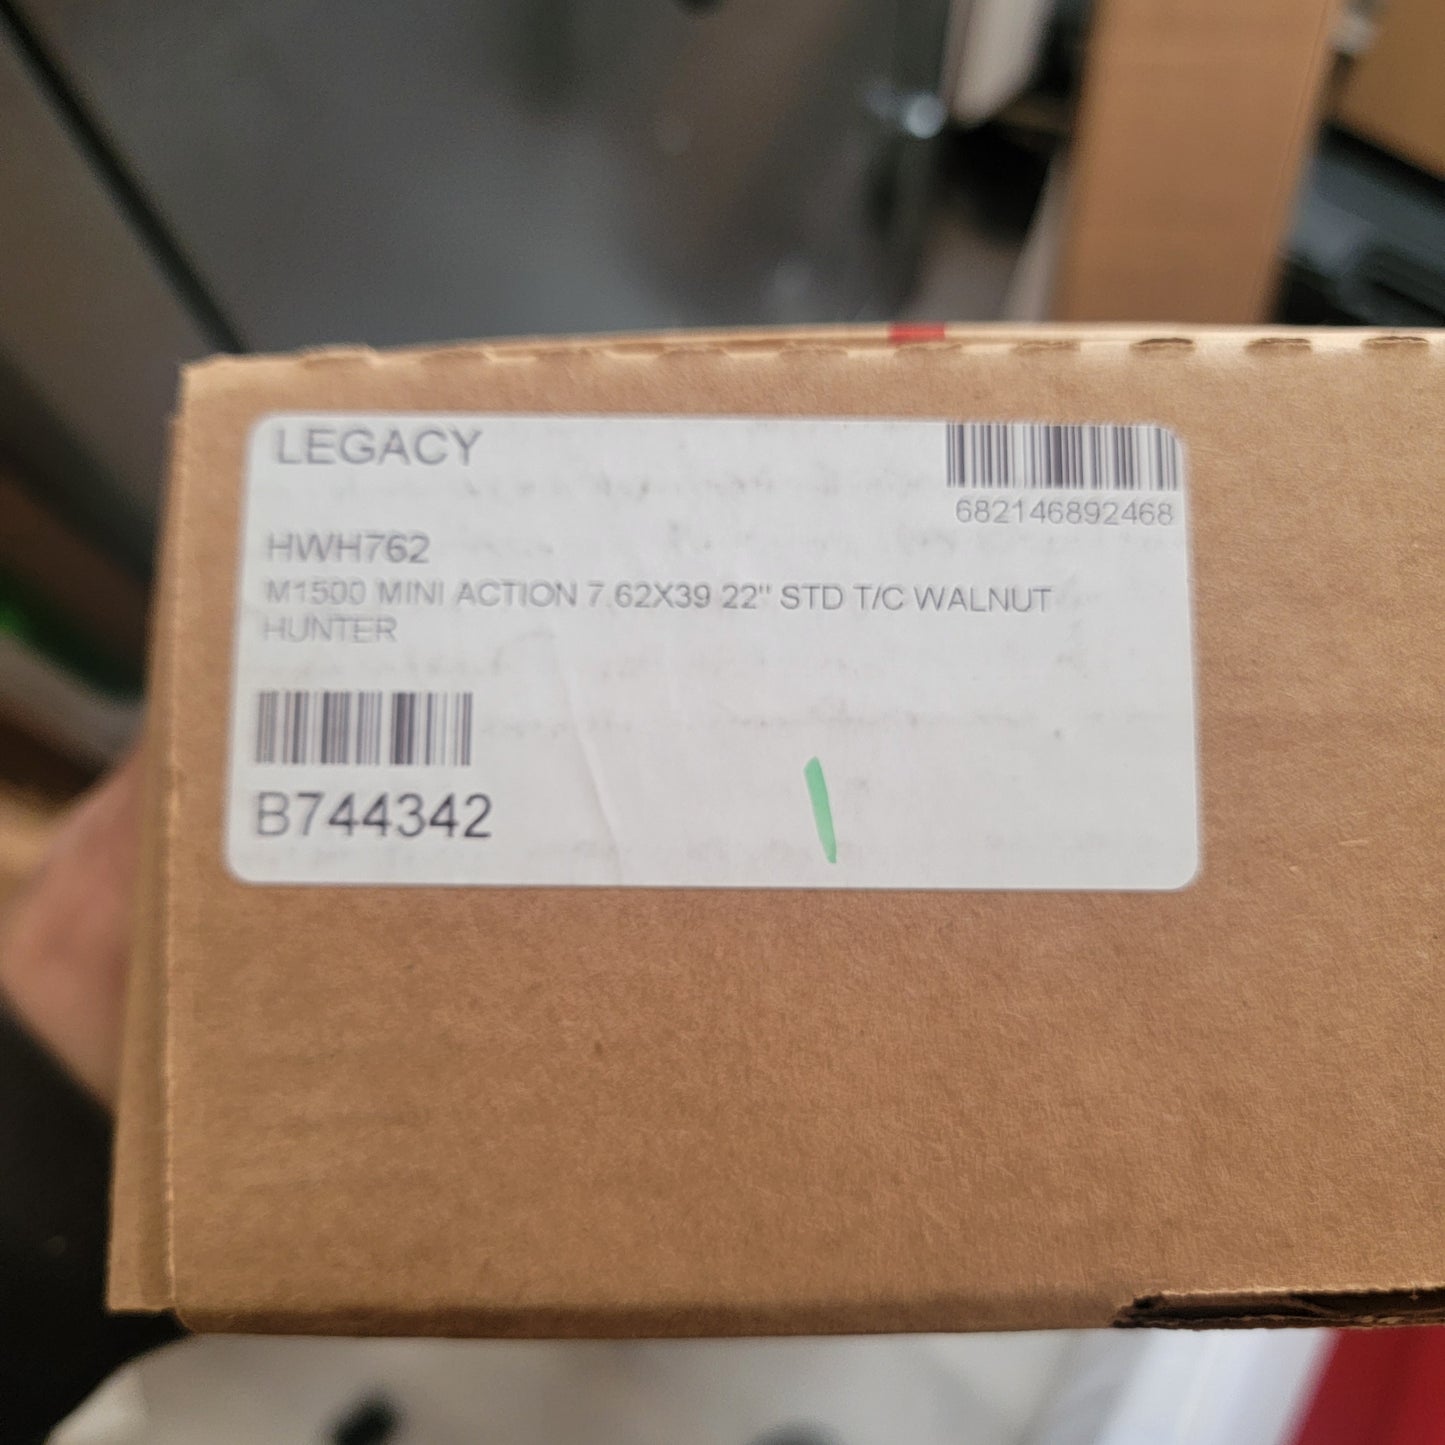 LEGACY
682146892468
HWH762
M1500 MINI ACTION 7.62X39 22" STD T/C WALNUT
HUNTER
B744342